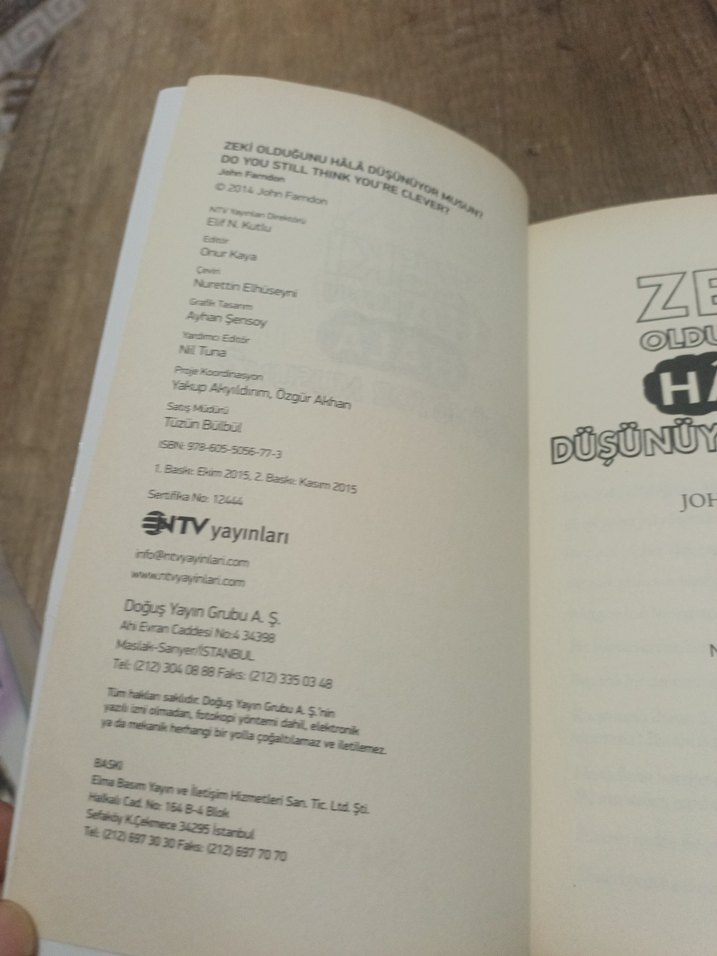 ZEKİ OLDUĞUNU HÂLÂ DÜŞÜNÜYOR MUSUN?
DO YOU STILL THINK YOU'RE CLEVER?
John Farndon
© 2014 John Farndon
NTV Yayınları Direktörü
Elif N. Kutlu
Editör
Onur Kaya
Çeviri
Nurettin Elhüseyni
Grafik Tasarım
Ayhan Şensoy
Yardımcı Editör
Nil Tuna
Proje Koordinasyon
Yakup Akyıldırım, Özgür Akhan
Satış Müdürü
Tüzün Bülbül
ISBN: 978-605-5056-77-3
1. Baskı: Ekim 2015, 2. Baskı: Kasım 2015
Sertifika No: 12444
NTV yayınları
info@ntvyayinlari.com
www.ntvyayinlari.com
Doğuş Yayın Grubu A. Ş.
Ahi Evran Caddesi No:4 34398
Maslak-Sarıyer/İSTANBUL
Tel: (212) 304 08 88 Faks: (212) 335 03 48
Tüm hakları saklıdır. Doğuş Yayın Grubu A. Ş.'nin
yazılı izni olmadan, fotokopi yöntemi dahil, elektronik
ya da mekanik herhangi bir yolla çoğaltılamaz ve iletilemez.
BASKI
Elma Basım Yayın ve İletişim Hizmetleri San. Tic. Ltd. Şti.
Halkalı Cad. No: 164 B-4 Blok
Sefaköy K.Çekmece 34295 İstanbul
Tel: (212) 697 30 30 Faks: (212) 697 70 70
ZE
OLDU
HÂ
DÜŞÜNÜY
JOH
N